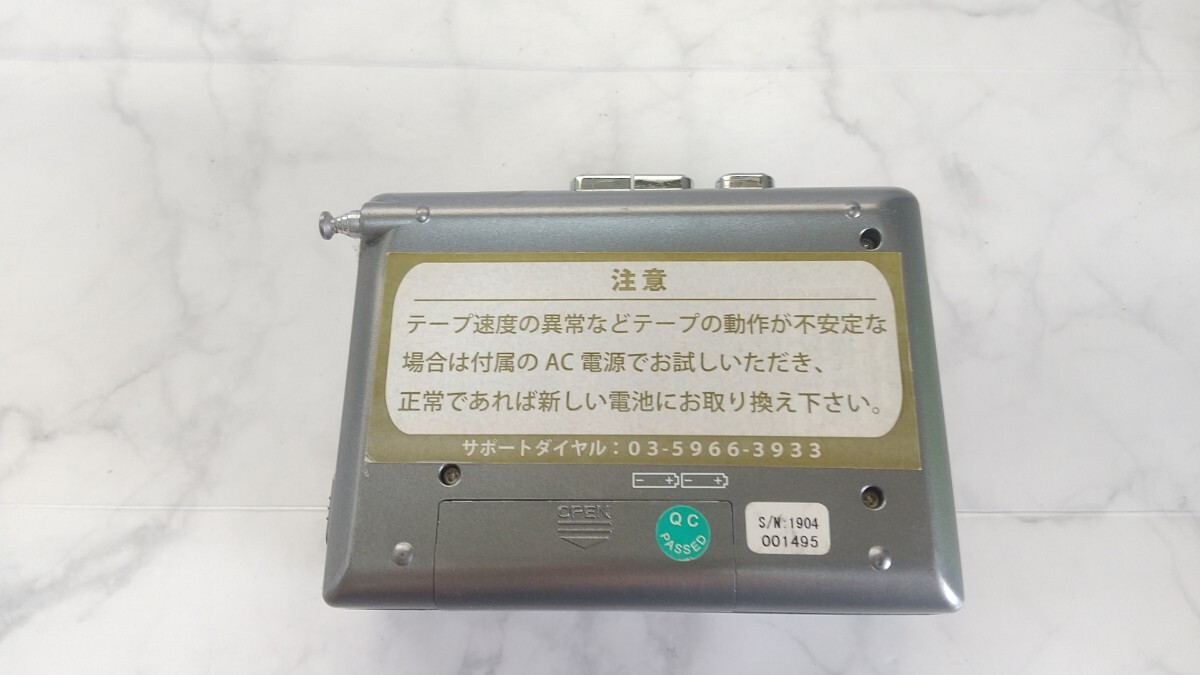 注意
テープ速度の異常などテープの動作が不安定な
場合は付属の AC 電源でお試しいただき、
正常であれば新しい電池にお取り換え下さい。
サポートダイヤル：03-5966-3933
- + - +
OPEN
QC
PASSED
S/N:1904
001495